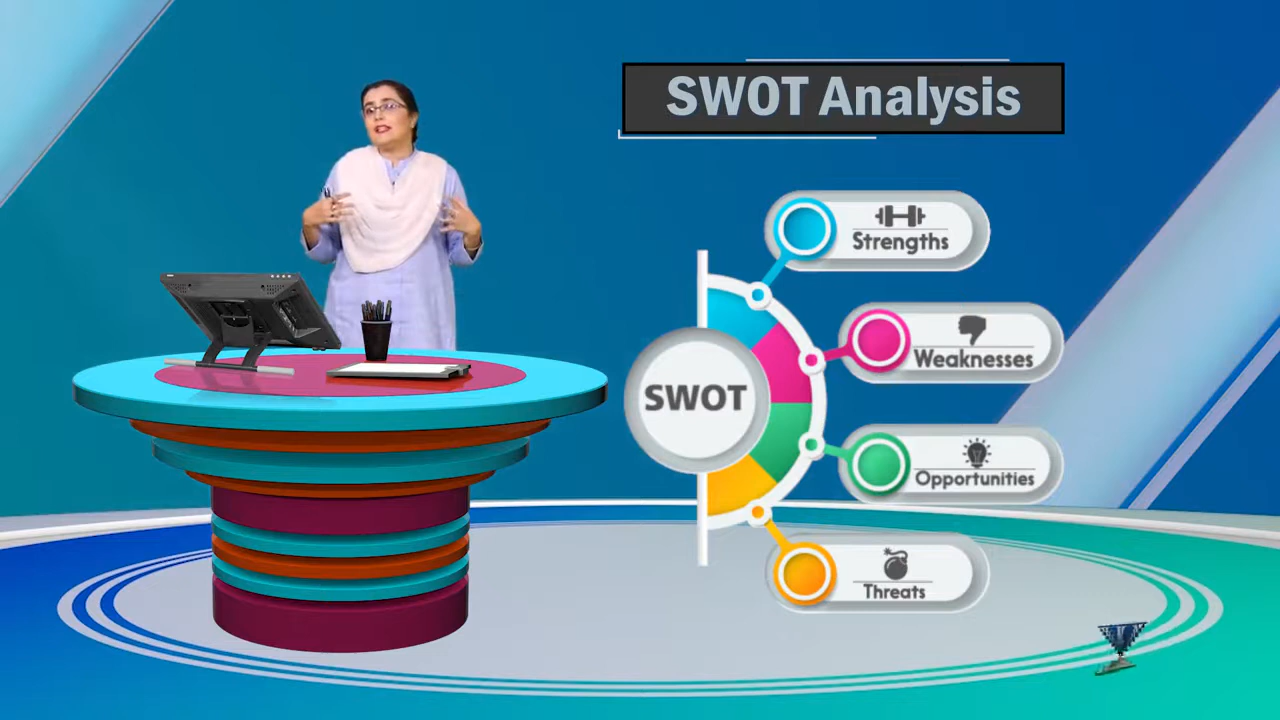 SWOT Analysis
Strengths
Weaknesses
SWOT
Opportunities
Threats